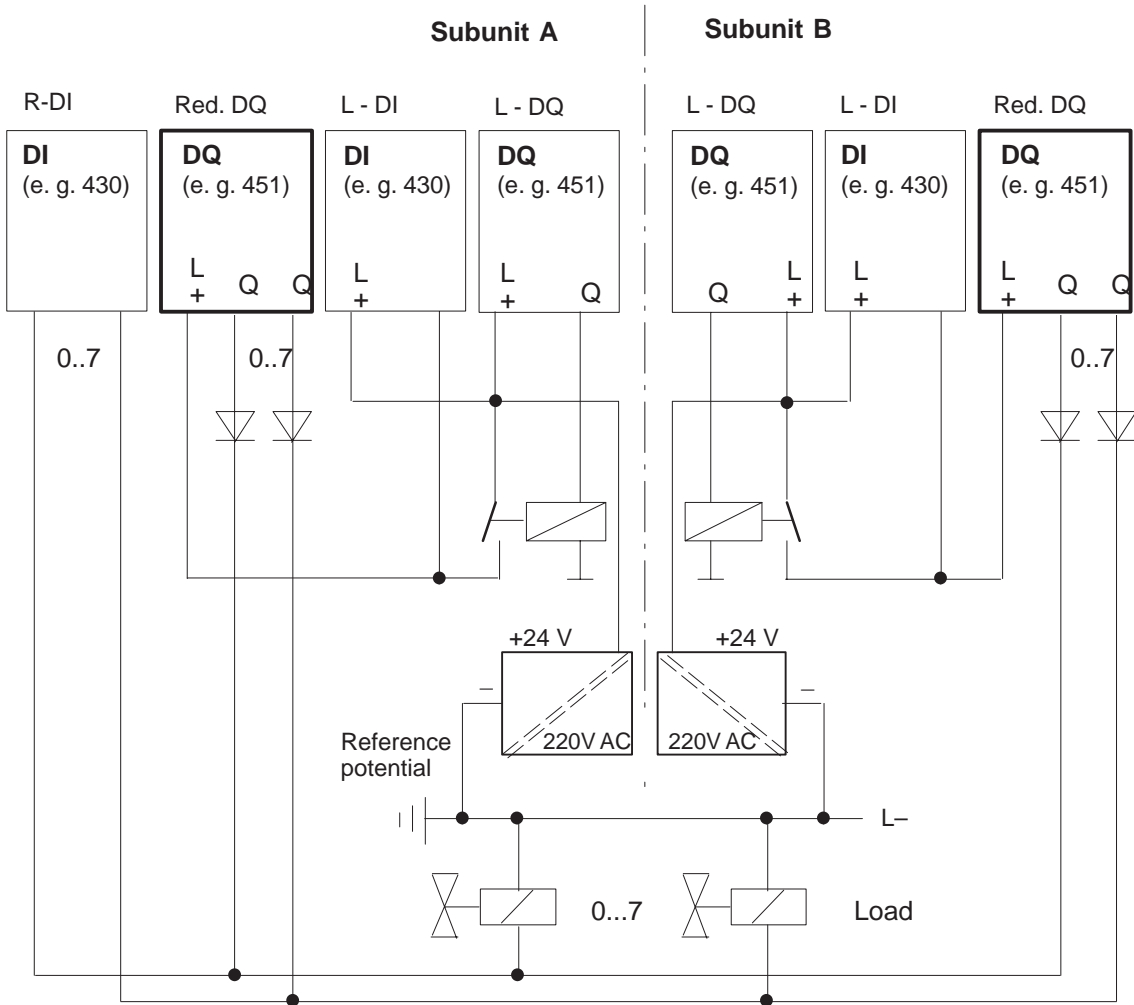 Subunit A
Subunit B
R-DI
Red. DQ
L - DI
L - DQ
L - DQ
L - DI
Red. DQ
DI
(e. g. 430)
DQ
(e. g. 451)
DI
(e. g. 430)
DQ
(e. g. 451)
DQ
(e. g. 451)
DI
(e. g. 430)
DQ
(e. g. 451)
L
+
Q
Q
L
+
L
+
Q
Q
L
+
L
+
L
+
Q
Q
0..7
0..7
0..7
+24 V
+24 V
–
–
220V AC
220V AC
Reference
potential
L–
0...7
Load